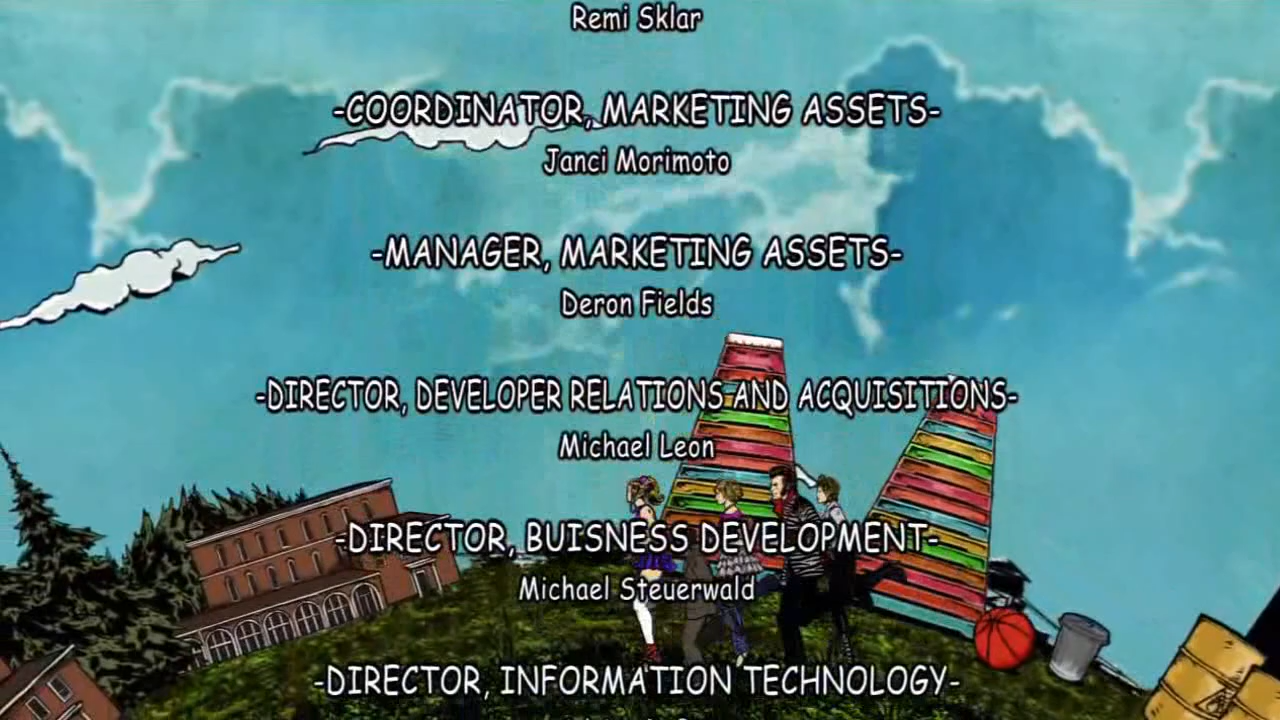 Remi Sklar
-COORDINATOR, MARKETING ASSETS-
Janci Morimoto
-MANAGER, MARKETING ASSETS-
Deron Fields
-DIRECTOR, DEVELOPER RELATIONS AND ACQUISITIONS-
Michael Leon
-DIRECTOR, BUISNESS DEVELOPMENT-
Michael Steuerwald
-DIRECTOR, INFORMATION TECHNOLOGY-